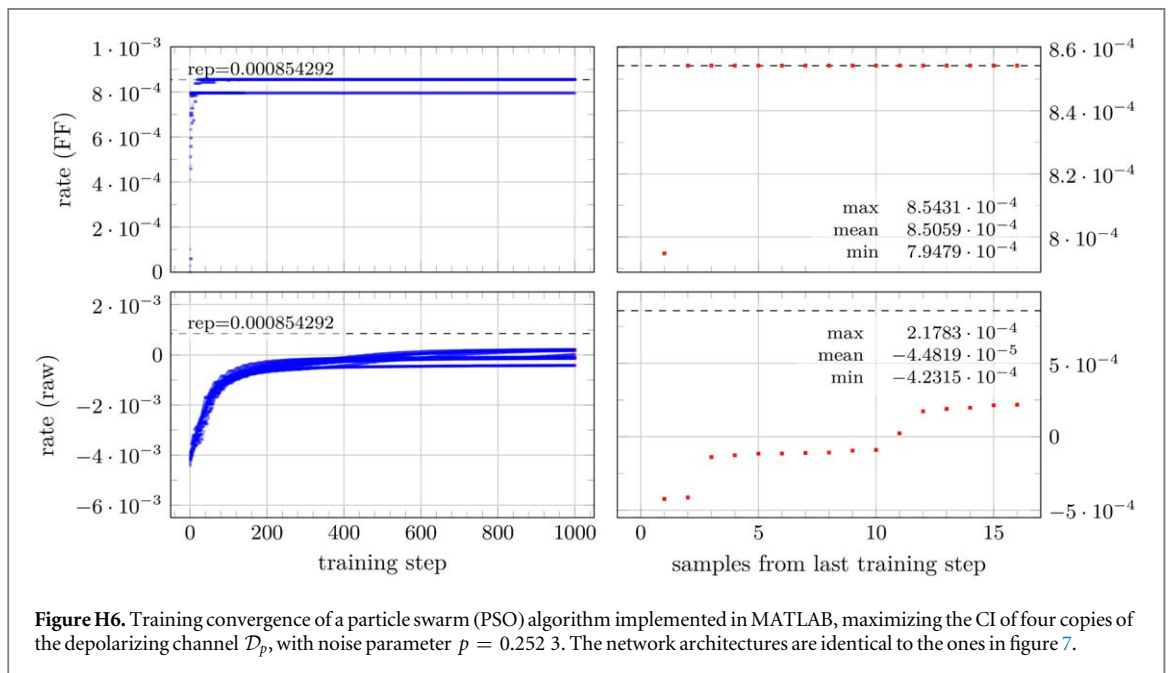 1 · 10⁻³
8 · 10⁻⁴
6 · 10⁻⁴
4 · 10⁻⁴
2 · 10⁻⁴
0
rate (FF)
rep=0.000854292
8.6 · 10⁻⁴
8.4 · 10⁻⁴
8.2 · 10⁻⁴
8 · 10⁻⁴
max 8.5431 · 10⁻⁴
mean 8.5059 · 10⁻⁴
min 7.9479 · 10⁻⁴
2 · 10⁻³
0
−2 · 10⁻³
−4 · 10⁻³
−6 · 10⁻³
rate (raw)
rep=0.000854292
0 200 400 600 800 1000
training step
max 2.1783 · 10⁻⁴
mean −4.4819 · 10⁻⁵
min −4.2315 · 10⁻⁴
5 · 10⁻⁴
0
−5 · 10⁻⁴
0 5 10 15
samples from last training step
Figure H6. Training convergence of a particle swarm (PSO) algorithm implemented in MATLAB, maximizing the CI of four copies of
the depolarizing channel 𝒟ₚ, with noise parameter p = 0.252 3. The network architectures are identical to the ones in figure 7.